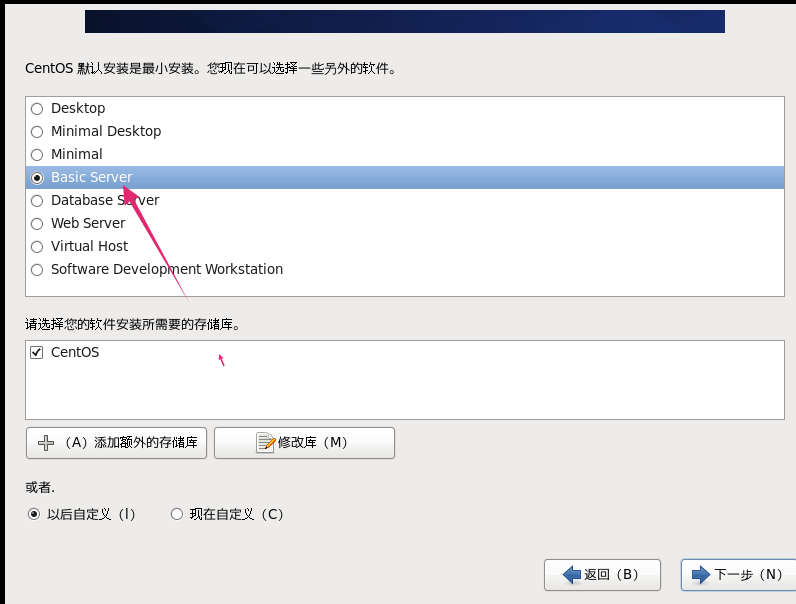 CentOS 默认安装是最小安装。您现在可以选择一些另外的软件。
Desktop
Minimal Desktop
Minimal
Basic Server
Database Server
Web Server
Virtual Host
Software Development Workstation
请选择您的软件安装所需要的存储库。
CentOS
（A）添加额外的存储库 修改库（M）
或者.
以后自定义（l） 现在自定义（C）
返回（B） 下一步（N）